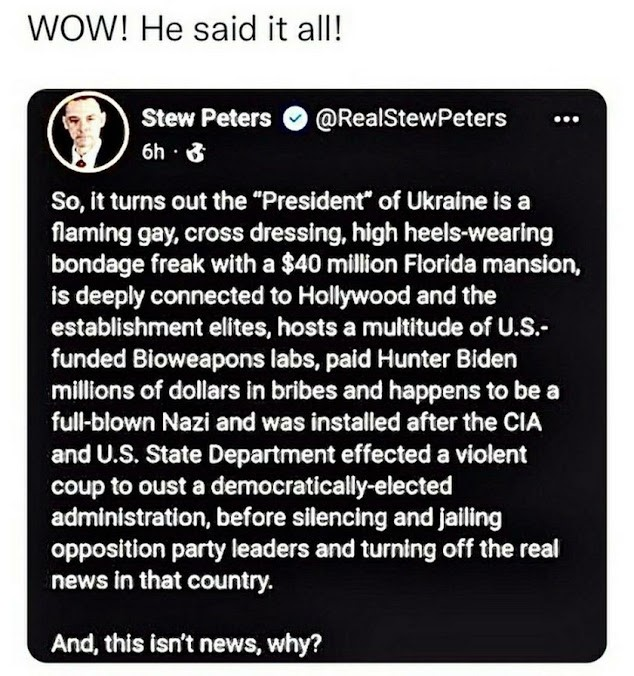 WOW! He said it all!
Stew Peters @RealStewPeters
6h ·
So, it turns out the "President" of Ukraine is a
flaming gay, cross dressing, high heels-wearing
bondage freak with a $40 million Florida mansion,
is deeply connected to Hollywood and the
establishment elites, hosts a multitude of U.S.-
funded Bioweapons labs, paid Hunter Biden
millions of dollars in bribes and happens to be a
full-blown Nazi and was installed after the CIA
and U.S. State Department effected a violent
coup to oust a democratically-elected
administration, before silencing and jailing
opposition party leaders and turning off the real
news in that country.
And, this isn't news, why?